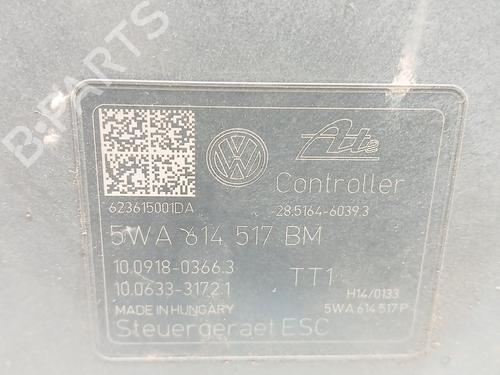 B-PARTS
Ate
Controller
623615001DA
28.5164-6039.3
5WA 614 517 BM
10.0918-0366.3
TT1
10.0633-3172.1
H14/0133
MADE IN HUNGARY
5WA 614 517 P
Steuergeraet ESC